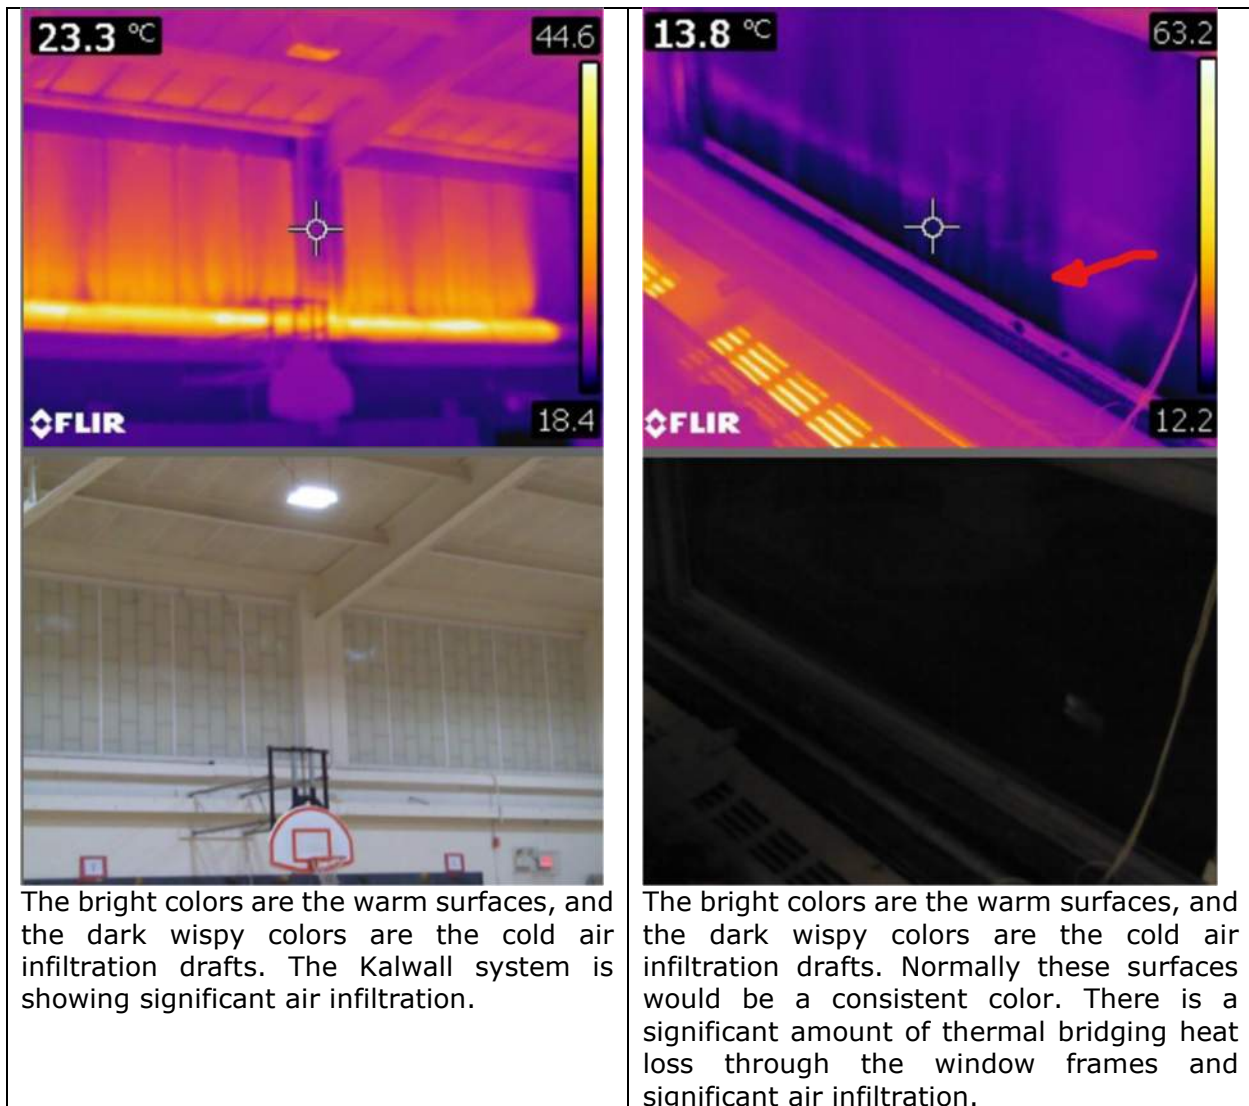 23.3 °C
44.6
18.4
FLIR
13.8 °C
63.2
12.2
FLIR
The bright colors are the warm surfaces, and
the dark wispy colors are the cold air
infiltration drafts. The Kalwall system is
showing significant air infiltration.
The bright colors are the warm surfaces, and
the dark wispy colors are the cold air
infiltration drafts. Normally these surfaces
would be a consistent color. There is a
significant amount of thermal bridging heat
loss through the window frames and
significant air infiltration.